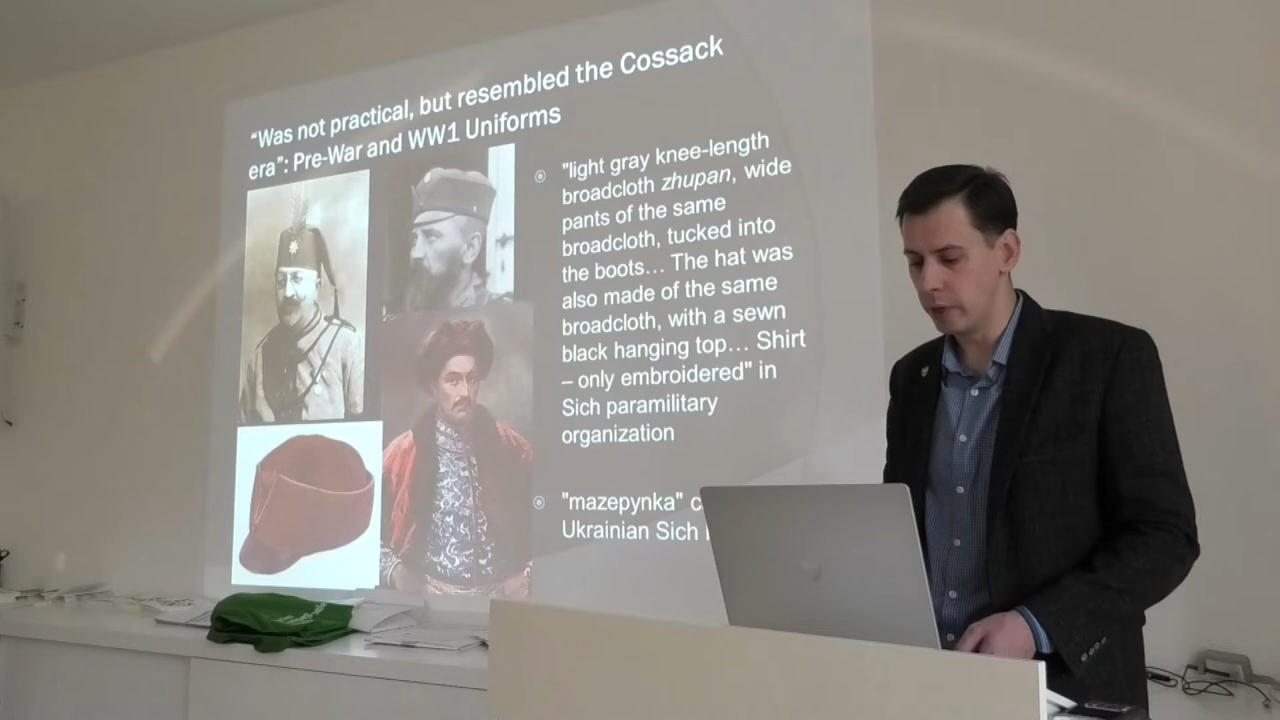 “Was not practical, but resembled the Cossack
era”: Pre-War and WW1 Uniforms
"light gray knee-length
broadcloth zhupan, wide
pants of the same
broadcloth, tucked into
the boots… The hat was
also made of the same
broadcloth, with a sewn
black hanging top… Shirt
– only embroidered" in
Sich paramilitary
organization
"mazepynka"
Ukrainian Sich